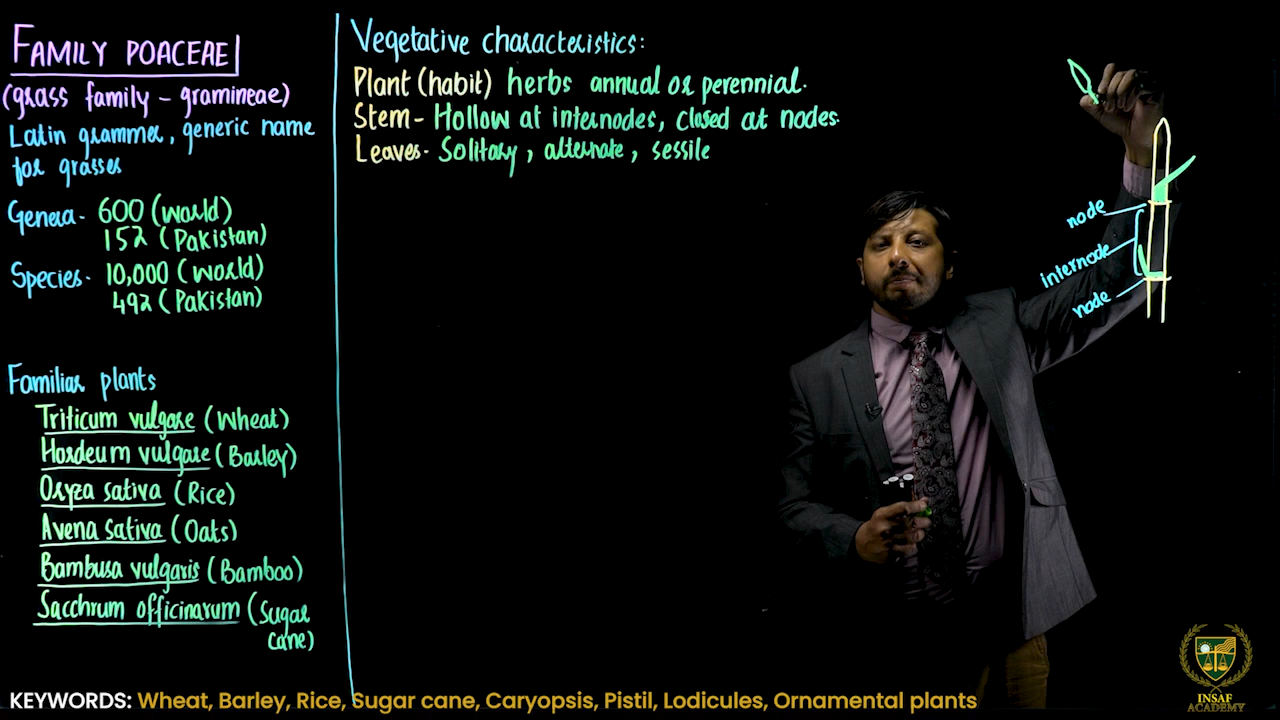 FAMILY POACEAE
(grass family - gramineae)
Latin grammer, generic name
for grasses
Genera - 600 (world)
152 (Pakistan)
Species - 10,000 (world)
492 (Pakistan)
Familiar plants
Triticum vulgare (Wheat)
Hordeum vulgare (Barley)
Oryza sativa (Rice)
Avena sativa (Oats)
Bambusa vulgaris (Bamboo)
Sacchrum officinarum (Sugar
cane)
Vegetative characteristics:
Plant (habit) herbs annual or perennial.
Stem - Hollow at internodes, closed at nodes.
Leaves - Solitary, alternate, sessile
node
internode
node
KEYWORDS: Wheat, Barley, Rice, Sugar cane, Caryopsis, Pistil, Lodicules, Ornamental plants
INSAF
ACADEMY